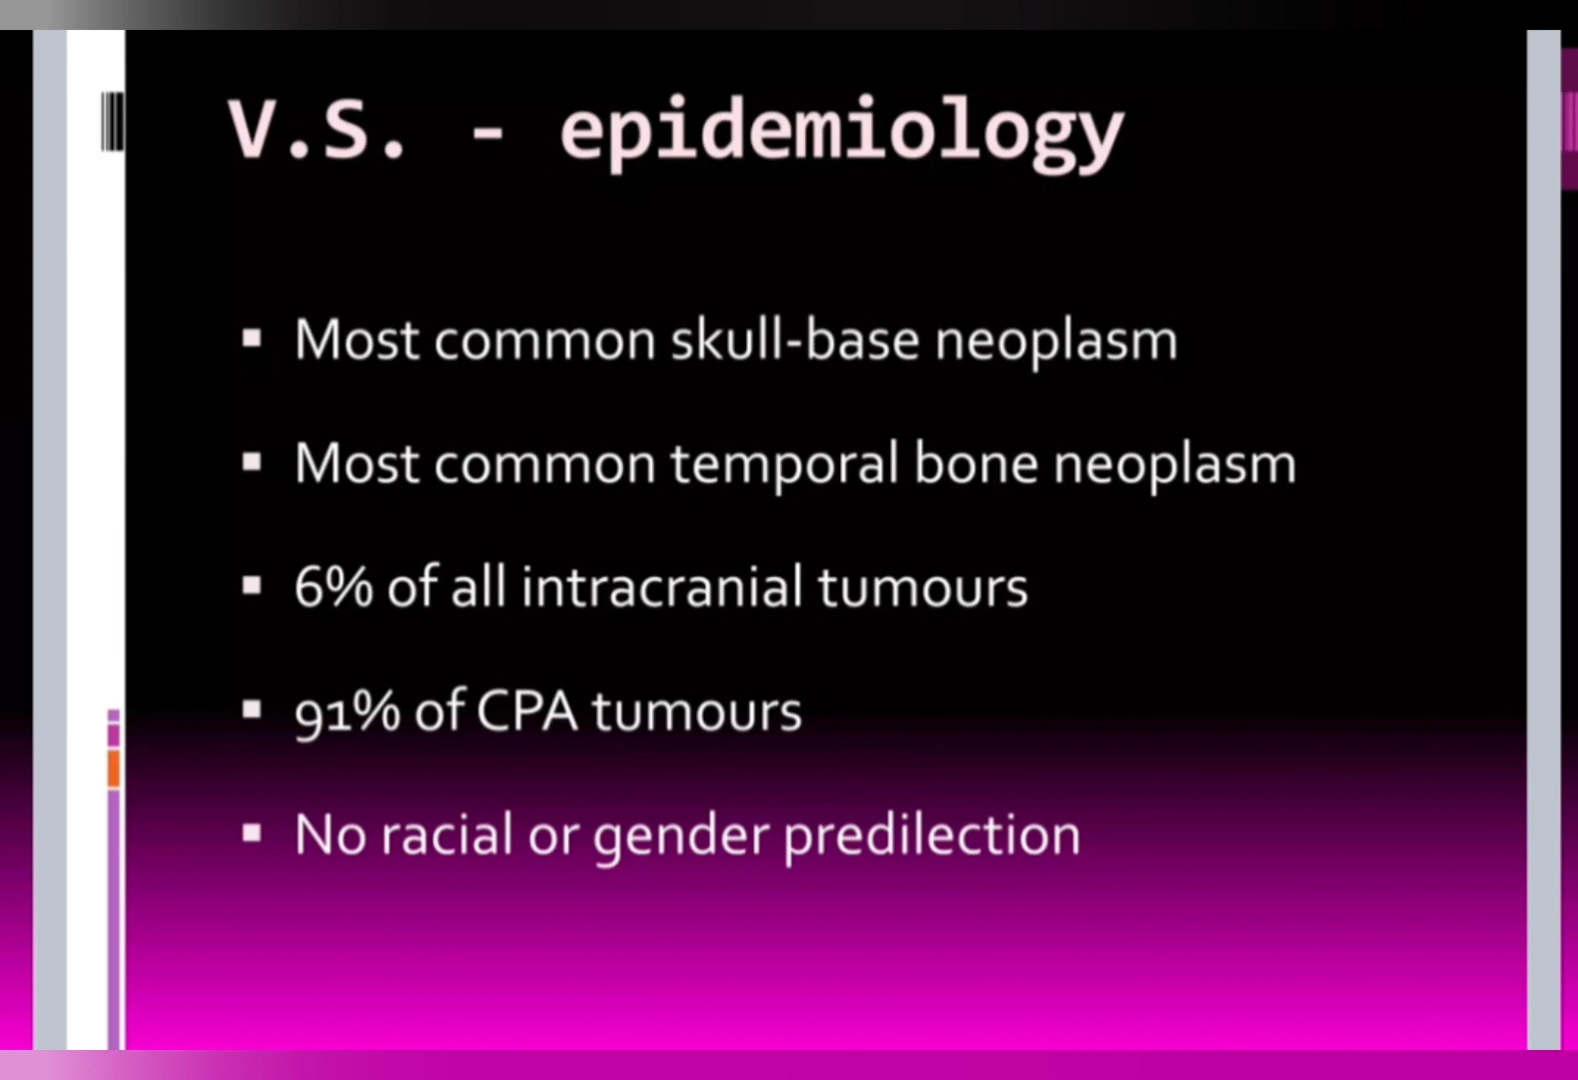 V.S. - epidemiology
Most common skull-base neoplasm
Most common temporal bone neoplasm
6% of all intracranial tumours
91% of CPA tumours
No racial or gender predilection